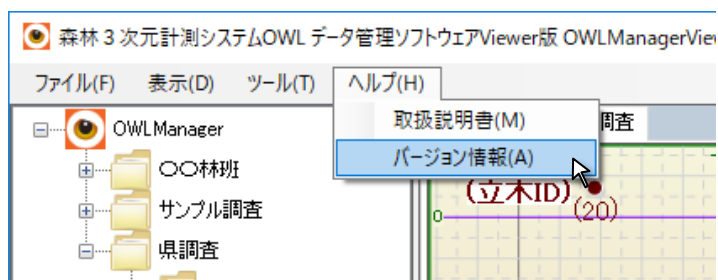 森林３次元計測システムOWL データ管理ソフトウェアViewer版 OWLManagerView
ファイル(F) 表示(D) ツール(T) ヘルプ(H)
取扱説明書(M)
バージョン情報(A)
調査
OWLManager
〇〇林班
サンプル調査
県調査
(立木ID)
(20)
0